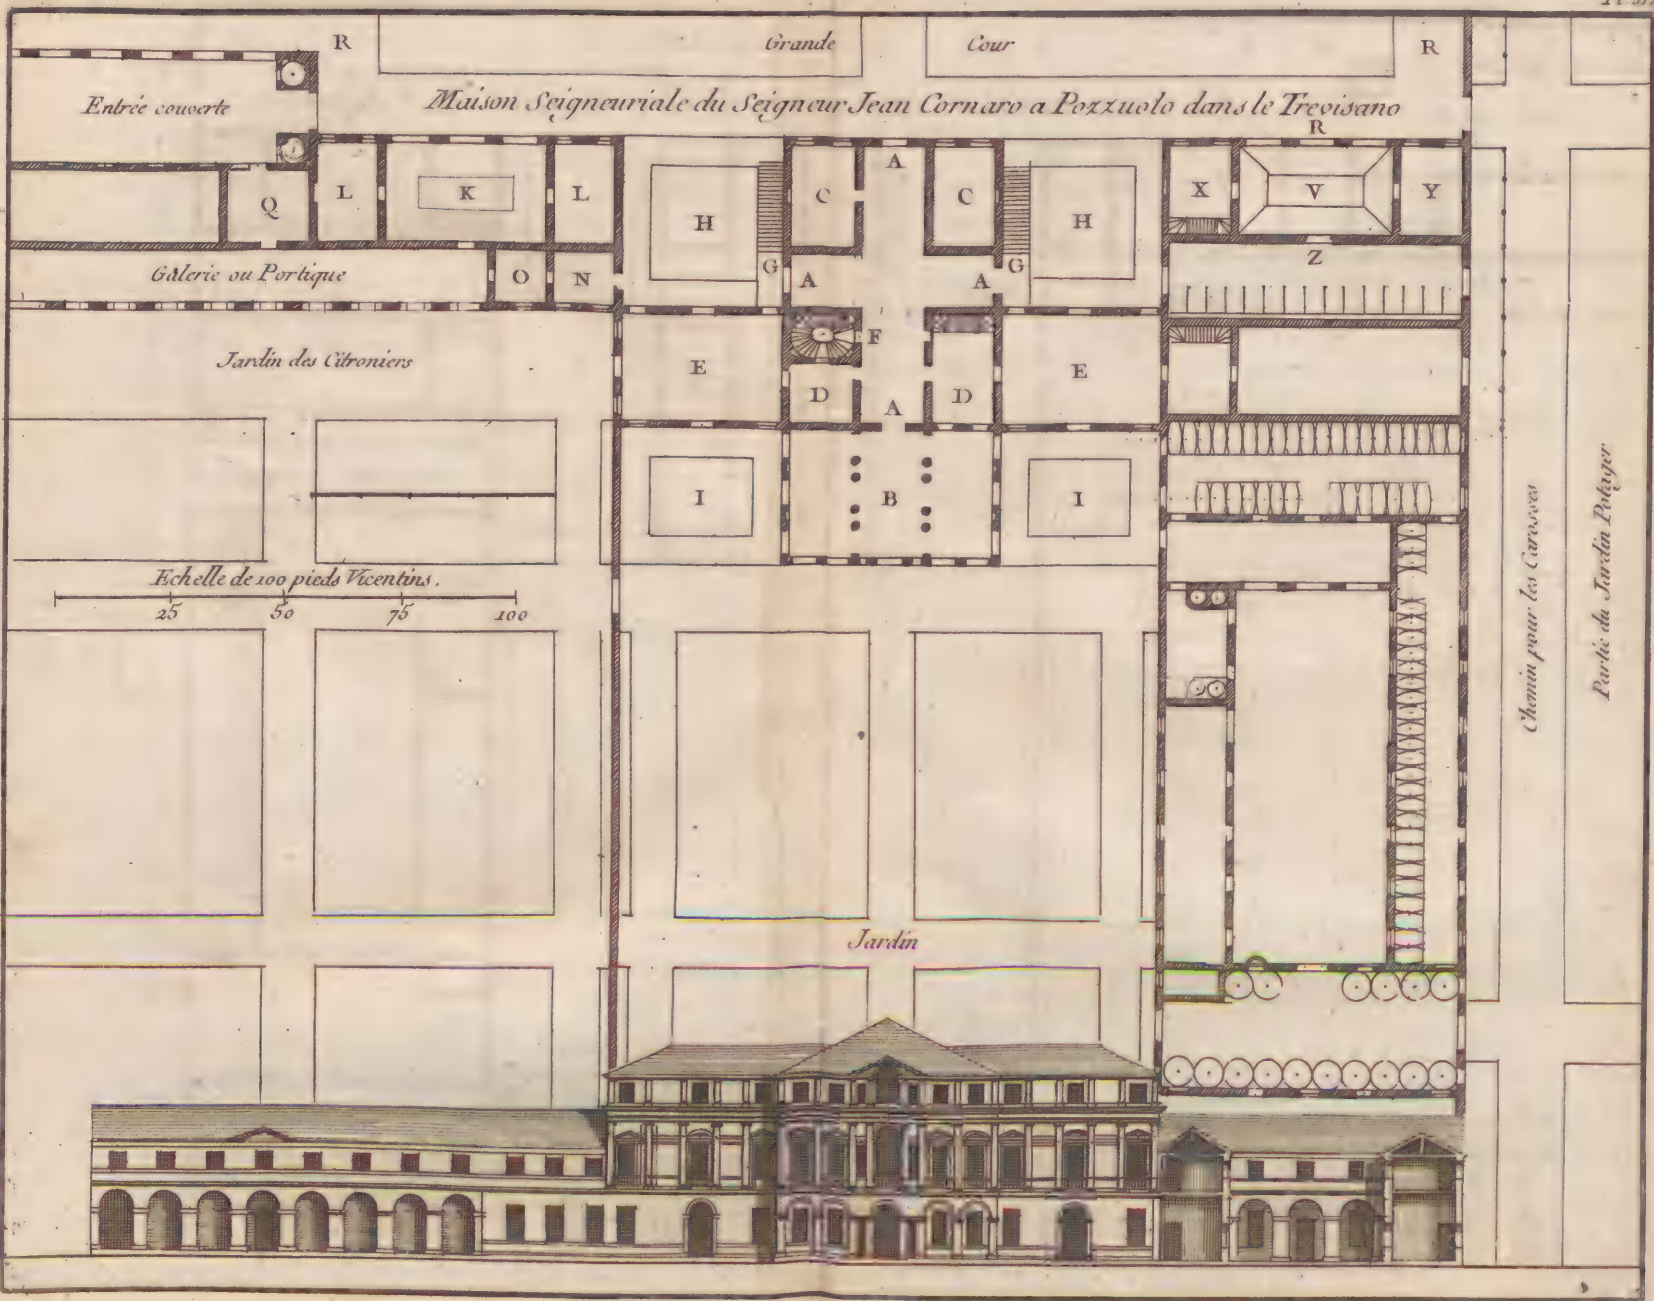 R Grande Cour R
Entrée couverte
Maison Seigneuriale du Seigneur Jean Cornaro a Pozzuolo dans le Trevisano
R
A
Q L K L H C C H X V Y
Galerie ou Portique O N G A A G Z
Jardin des Citroniers
F
E E
D A D
I B I
Echelle de 100 pieds Vicentins.
25 50 75 100
Chemin pour les Carosses
Partie du Jardin Potager
Jardin